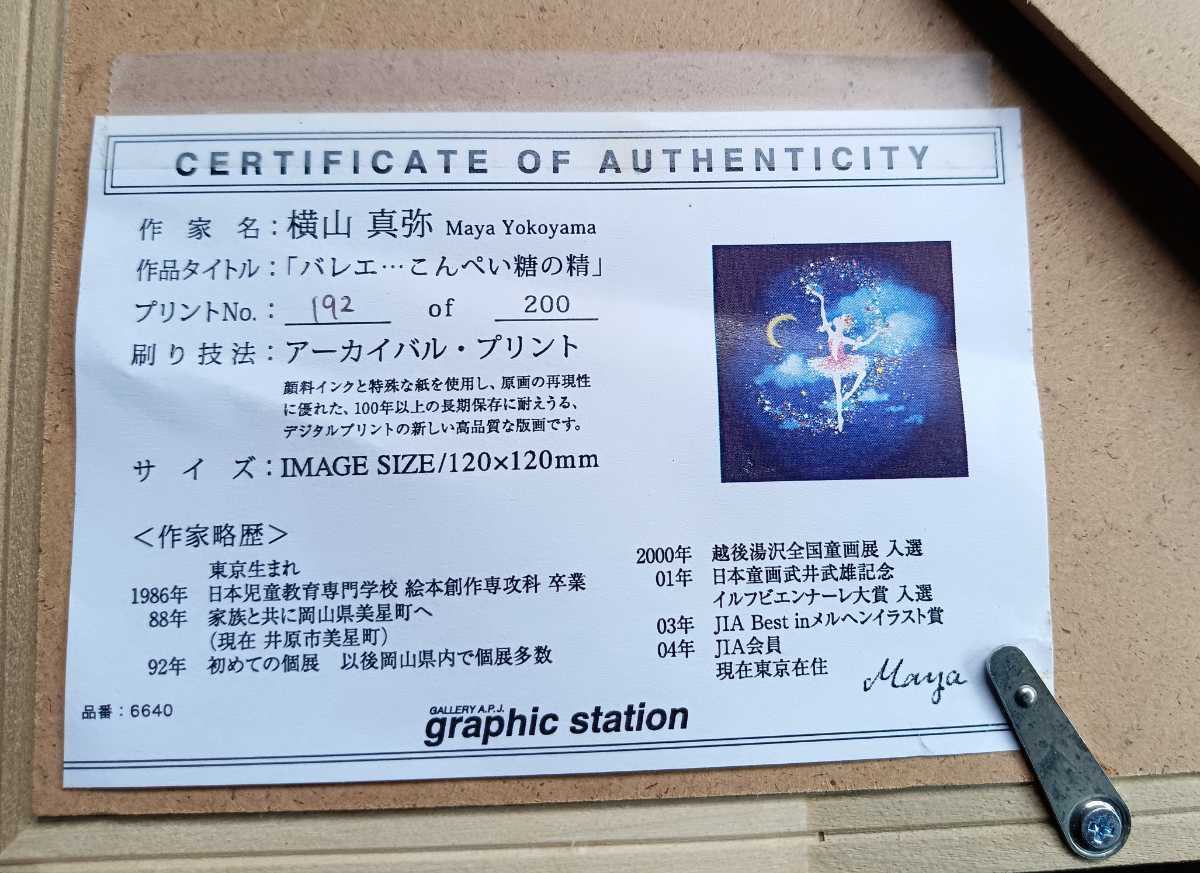 CERTIFICATE OF AUTHENTICITY
作家名：横山 真弥 Maya Yokoyama
作品タイトル：「バレエ…こんぺい糖の精」
プリントNo.： 192 of 200
刷り技法：アーカイバル・プリント
顔料インクと特殊な紙を使用し、原画の再現性
に優れた、100年以上の長期保存に耐えうる、
デジタルプリントの新しい高品質な版画です。
サイズ：IMAGE SIZE/120×120mm
＜作家略歴＞
東京生まれ
1986年 日本児童教育専門学校 絵本創作専攻科 卒業
88年 家族と共に岡山県美星町へ
（現在 井原市美星町）
92年 初めての個展 以後岡山県内で個展多数
2000年 越後湯沢全国童画展 入選
01年 日本童画武井武雄記念
イルフビエンナーレ大賞 入選
03年 JIA Best inメルヘンイラスト賞
04年 JIA会員
現在東京在住
Maya
品番：6640
GALLERY A.P.J.
graphic station